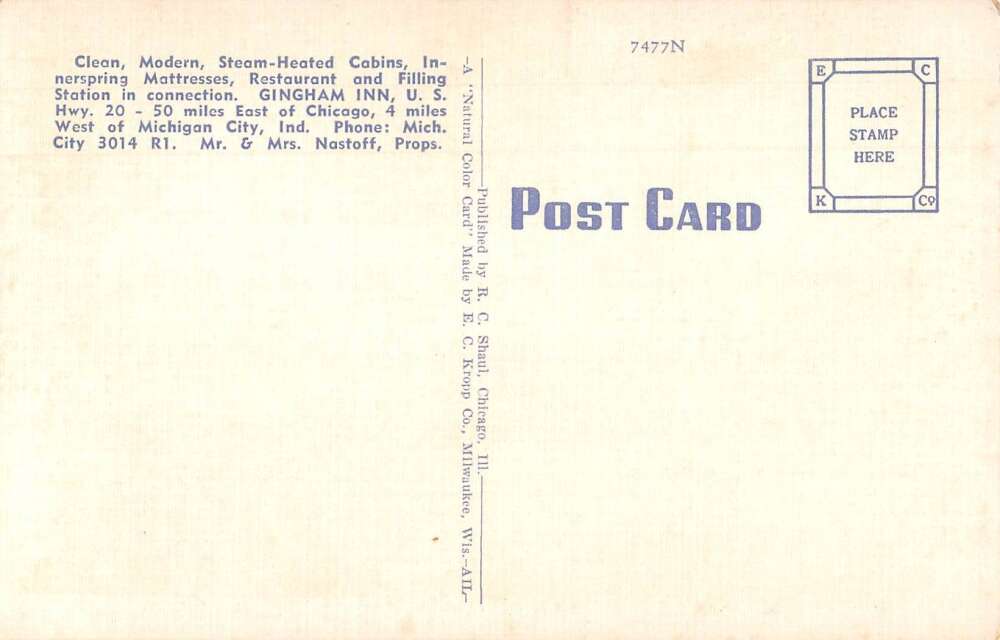 Clean, Modern, Steam-Heated Cabins, In-
nerspring Mattresses, Restaurant and Filling
Station in connection. GINGHAM INN, U. S.
Hwy. 20 - 50 miles East of Chicago, 4 miles
West of Michigan City, Ind. Phone: Mich.
City 3014 R1. Mr. & Mrs. Nastoff, Props.
-A "Natural Color Card" Made by E. C. Kropp Co., Milwaukee, Wis.-AIL-
Published by R. C. Shaul, Chicago, Ill.
7477N
E C
PLACE
STAMP
HERE
K Co
POST CARD